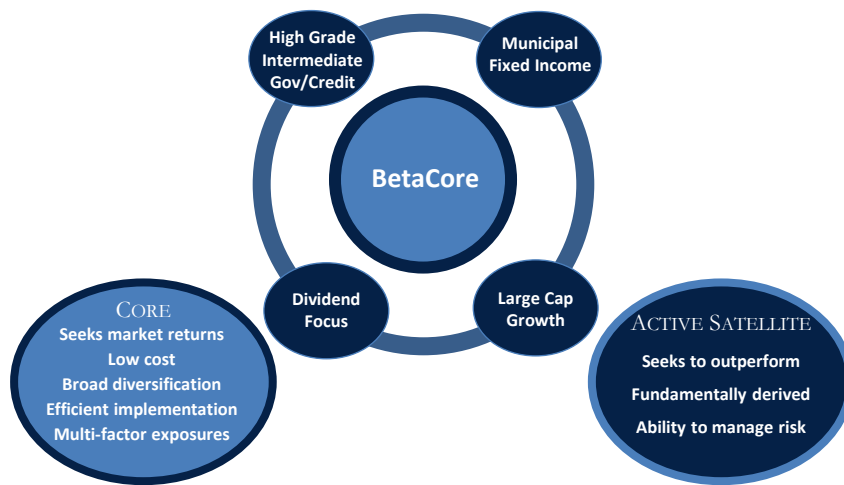 High Grade
Intermediate
Gov/Credit
Municipal
Fixed Income
BetaCore
Dividend
Focus
Large Cap
Growth
CORE
Seeks market returns
Low cost
Broad diversification
Efficient implementation
Multi-factor exposures
ACTIVE SATELLITE
Seeks to outperform
Fundamentally derived
Ability to manage risk